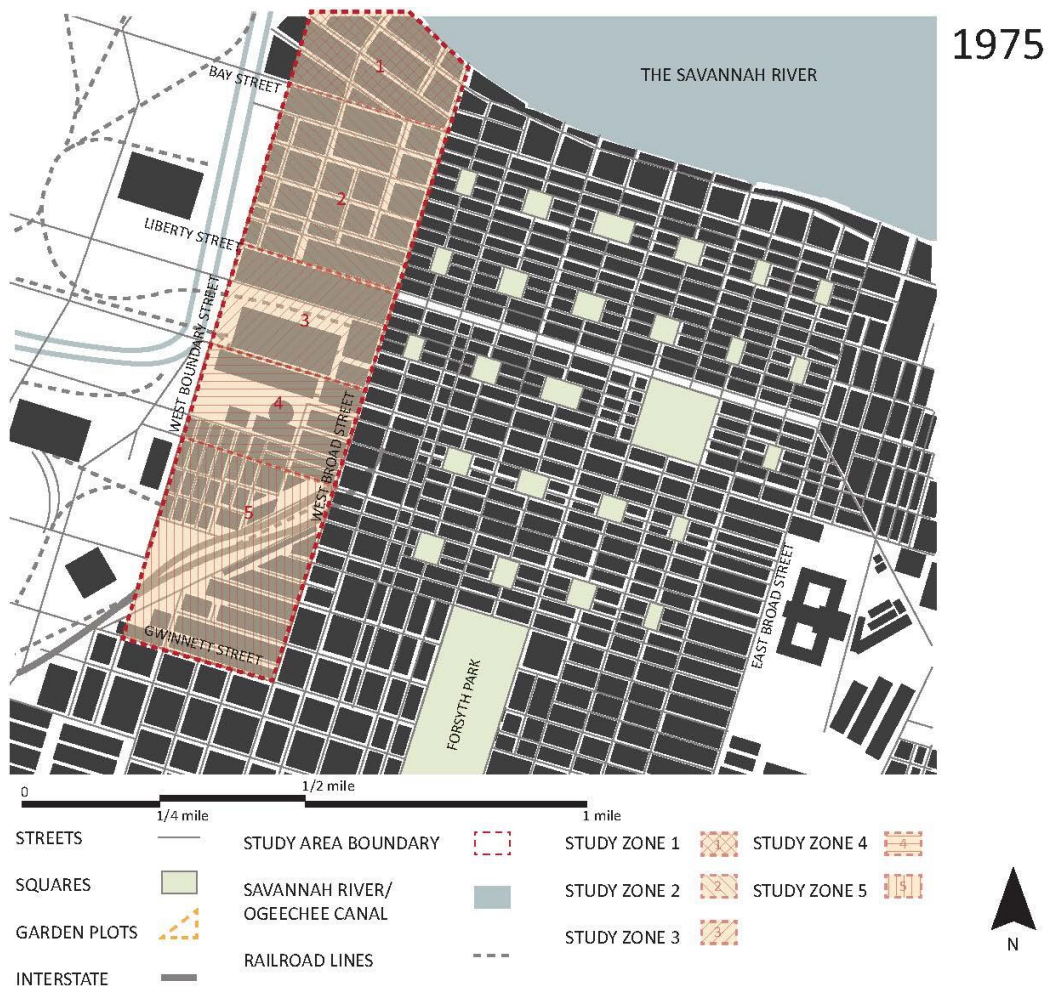 1975
THE SAVANNAH RIVER
BAY STREET
1
2
LIBERTY STREET
3
WEST BOUNDARY STREET
4
WEST BROAD STREET
5
EAST BROAD STREET
GWINNETT STREET
FORSYTH PARK
0
1/2 mile
1/4 mile
1 mile
STREETS
SQUARES
GARDEN PLOTS
INTERSTATE
STUDY AREA BOUNDARY
SAVANNAH RIVER/
OGEECHEE CANAL
RAILROAD LINES
STUDY ZONE 1
1
STUDY ZONE 2
2
STUDY ZONE 3
3
STUDY ZONE 4
4
STUDY ZONE 5
5
N